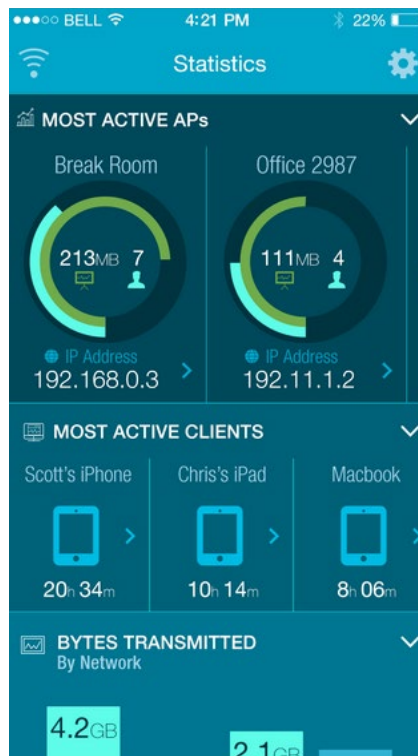 BELL 4:21 PM 22%
Statistics
MOST ACTIVE APs
Break Room
213MB 7
IP Address
192.168.0.3
Office 2987
111MB 4
IP Address
192.11.1.2
MOST ACTIVE CLIENTS
Scott's iPhone
20h 34m
Chris's iPad
10h 14m
Macbook
8h 06m
BYTES TRANSMITTED
By Network
4.2GB
2.1GB